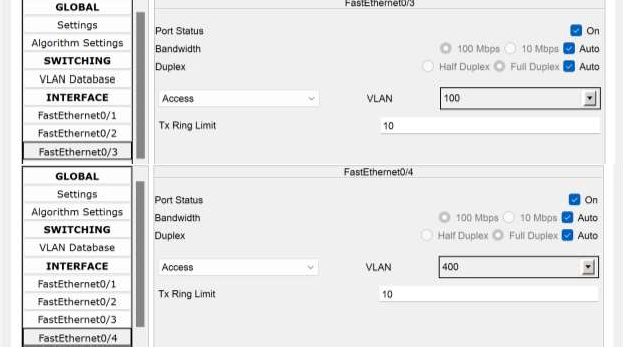 GLOBAL
Settings
Algorithm Settings
SWITCHING
VLAN Database
INTERFACE
FastEthernet0/1
FastEthernet0/2
FastEthernet0/3
FastEthernet0/3
Port Status On
Bandwidth 100 Mbps 10 Mbps Auto
Duplex Half Duplex Full Duplex Auto
Access VLAN 100
Tx Ring Limit 10
GLOBAL
Settings
Algorithm Settings
SWITCHING
VLAN Database
INTERFACE
FastEthernet0/1
FastEthernet0/2
FastEthernet0/3
FastEthernet0/4
FastEthernet0/4
Port Status On
Bandwidth 100 Mbps 10 Mbps Auto
Duplex Half Duplex Full Duplex Auto
Access VLAN 400
Tx Ring Limit 10